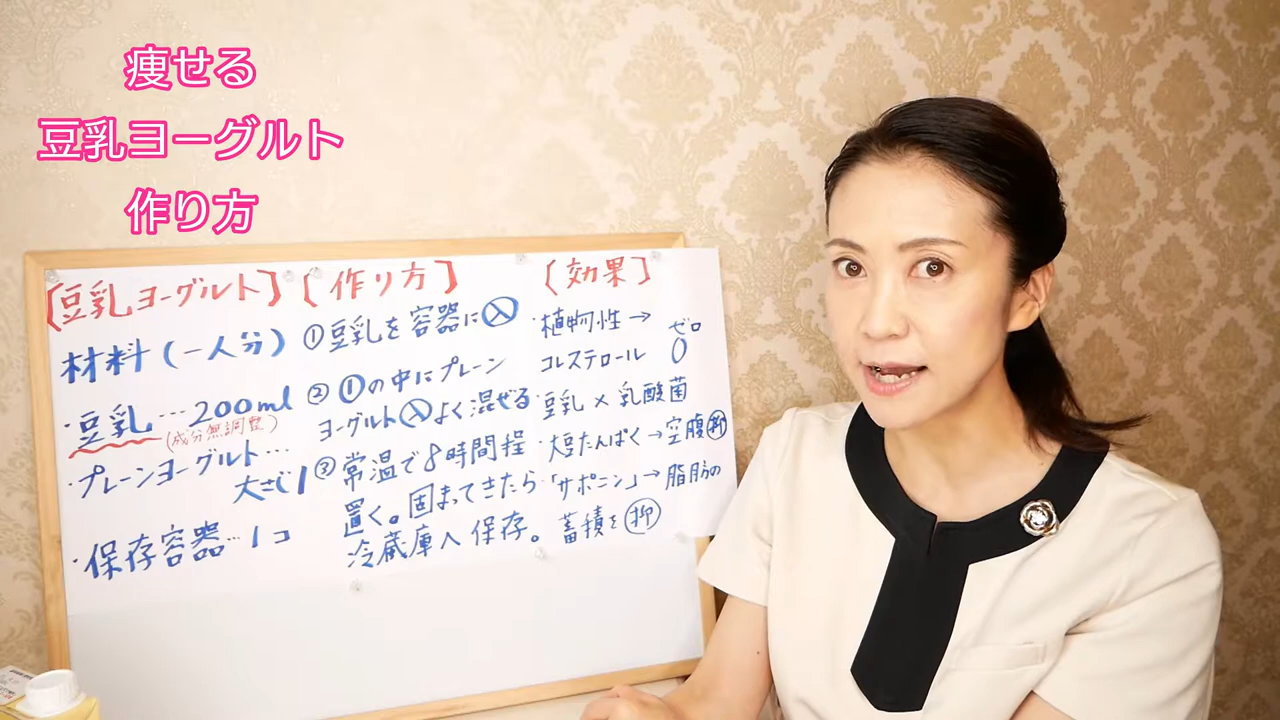 痩せる
豆乳ヨーグルト
作り方
【豆乳ヨーグルト】
材料(一人分)
・豆乳…200ml
(成分無調整)
・プレーンヨーグルト…
大さじ1
・保存容器…1コ
【作り方】
①豆乳を容器に入
②①の中にプレーン
ヨーグルト入よく混ぜる
③常温で8時間程
置く。固まってきたら
冷蔵庫へ保存。
【効果】
・植物性→
コレステロール ゼロ
0
・豆乳×乳酸菌
・大豆たんぱく→空腹抑
・「サポニン」→脂肪の
蓄積を抑